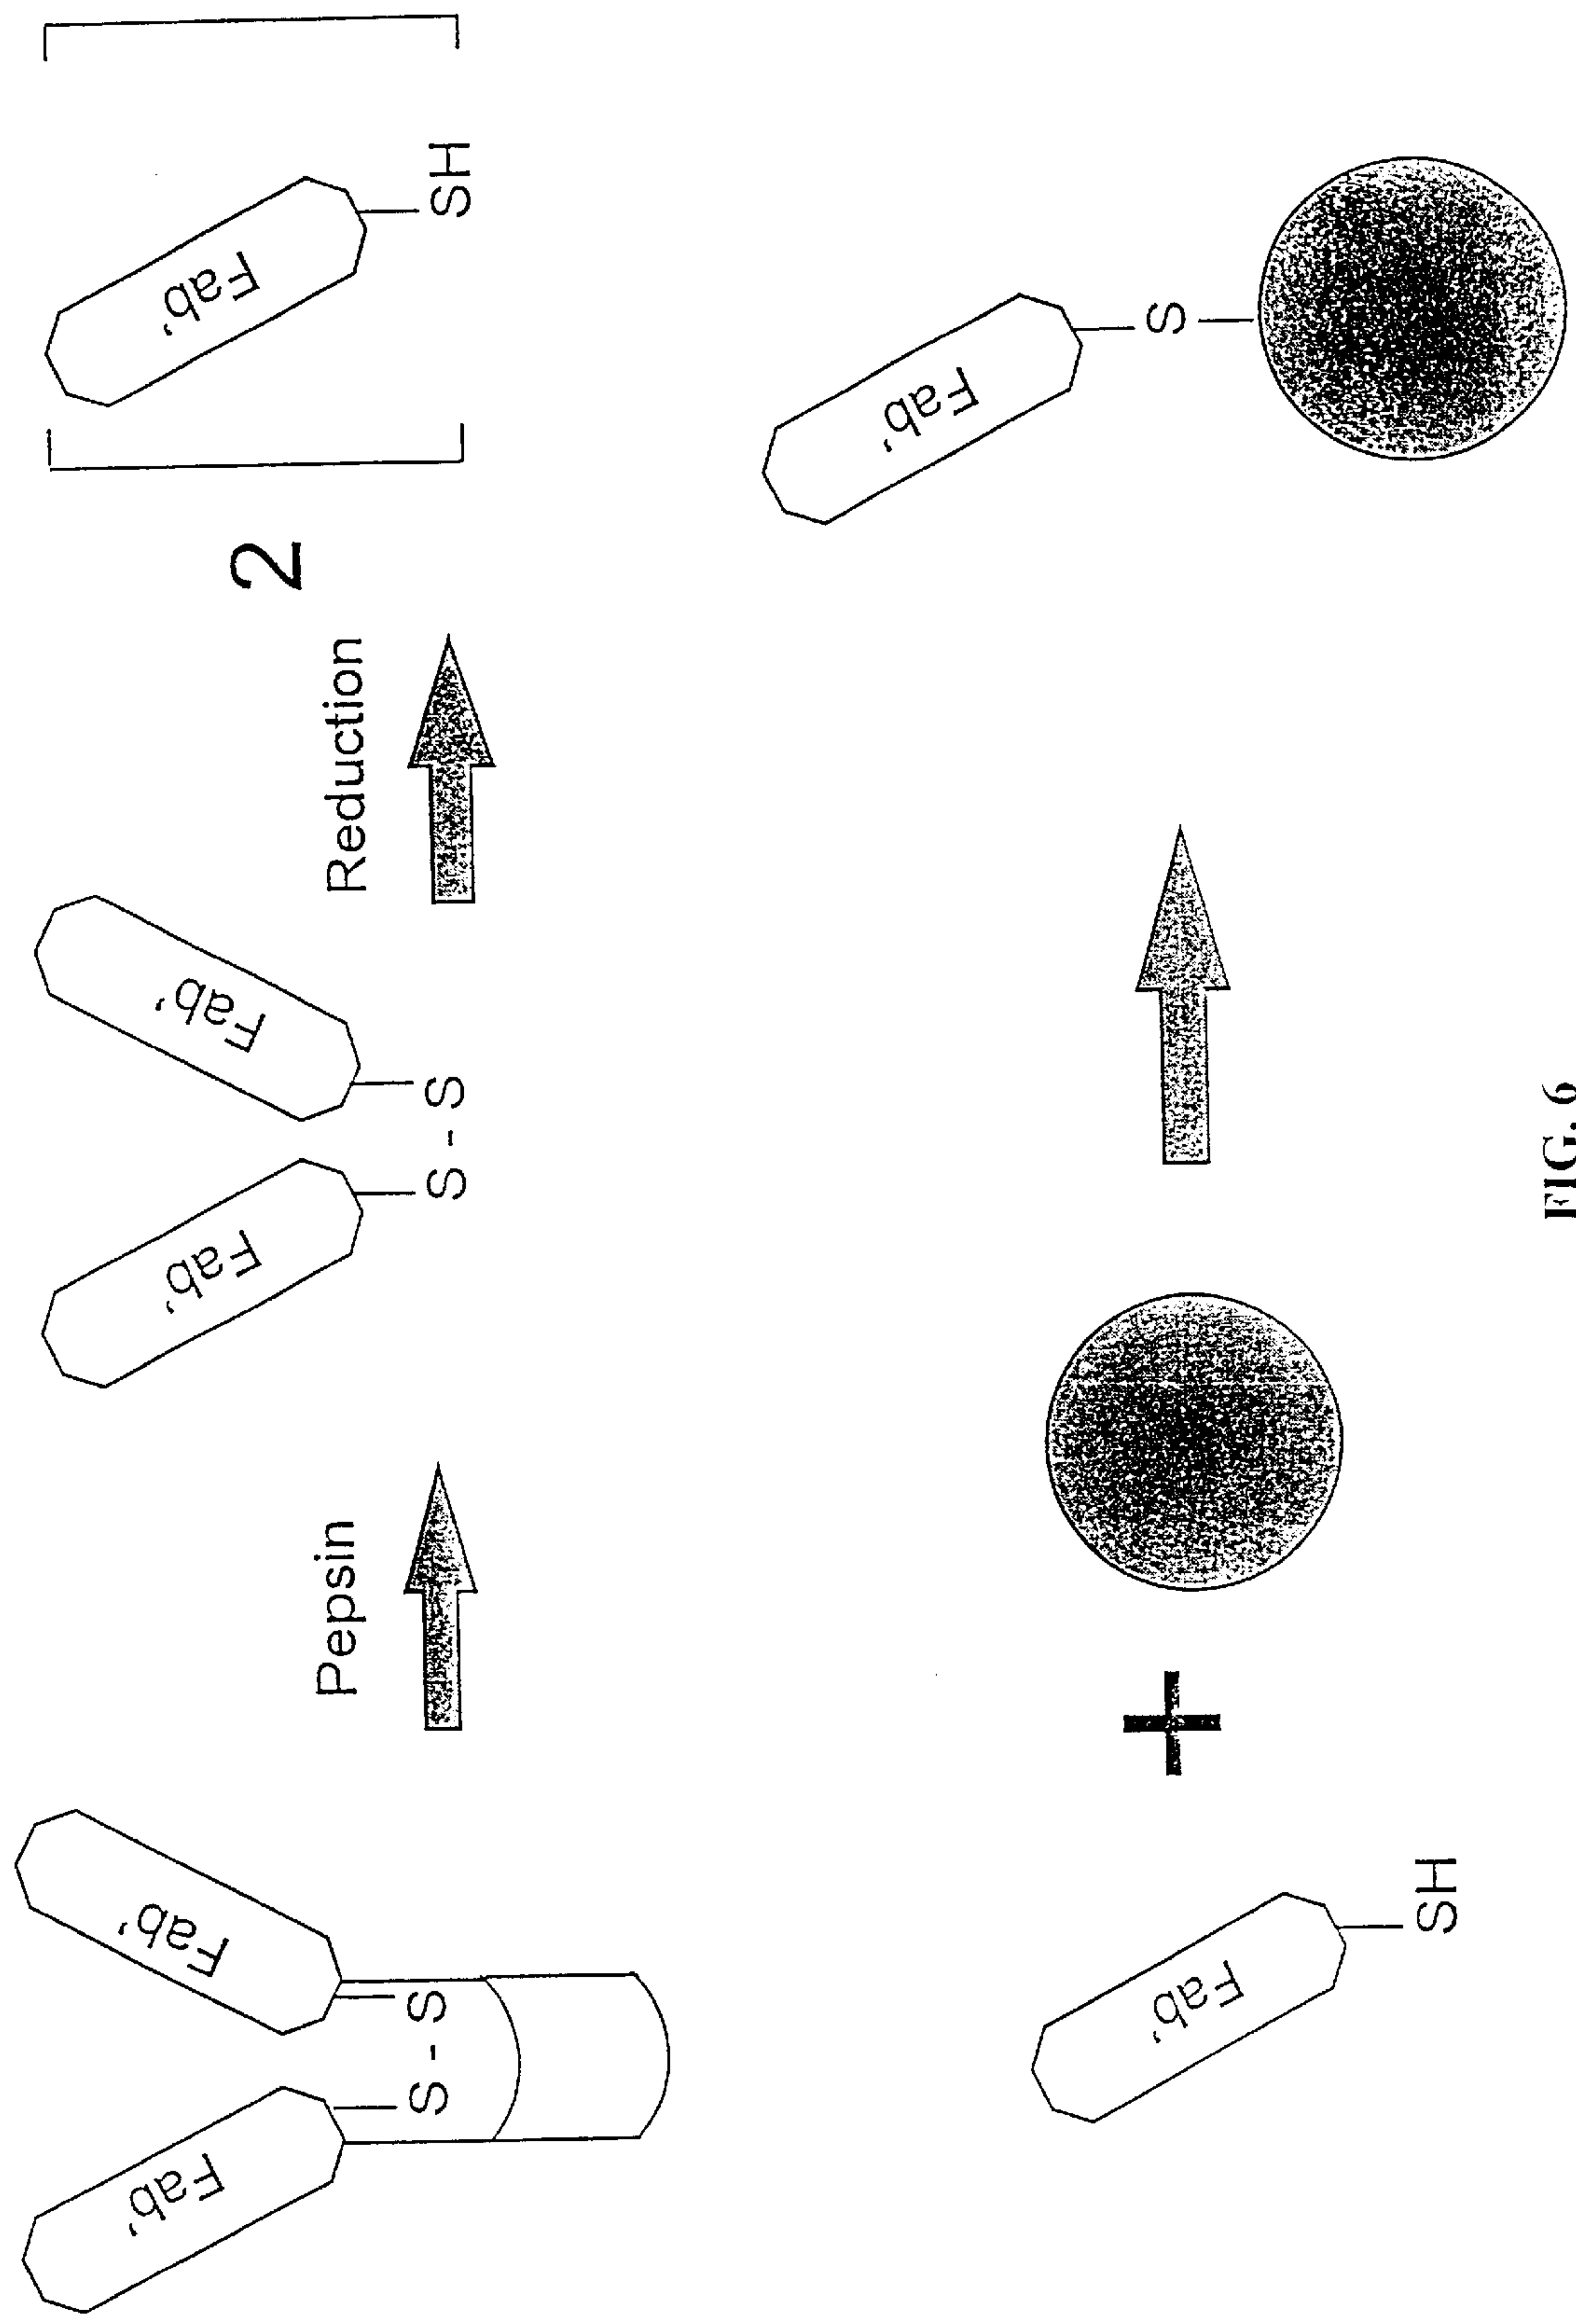 Fab' Fab'
S - S
Pepsin
Fab' Fab'
S - S
Reduction
2
Fab'
SH
Fab'
SH
+
Fab'
S
FIG. 6